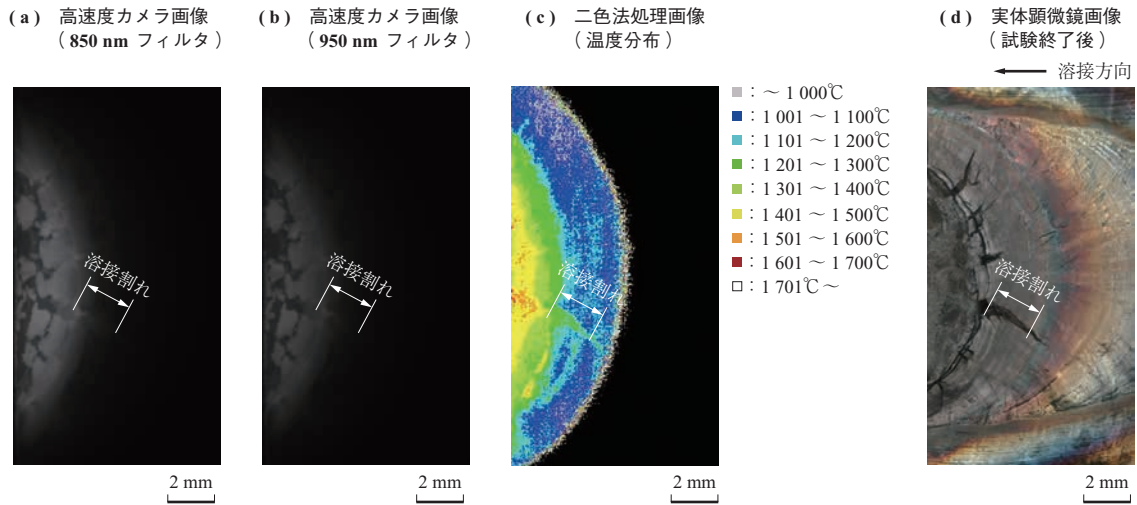 ( a ) 高速度カメラ画像
( 850 nm フィルタ )
( b ) 高速度カメラ画像
( 950 nm フィルタ )
( c ) 二色法処理画像
( 温度分布 )
( d ) 実体顕微鏡画像
( 試験終了後 )
溶接方向
溶接割れ
溶接割れ
溶接割れ
溶接割れ
: ~ 1 000℃
: 1 001 ~ 1 100℃
: 1 101 ~ 1 200℃
: 1 201 ~ 1 300℃
: 1 301 ~ 1 400℃
: 1 401 ~ 1 500℃
: 1 501 ~ 1 600℃
: 1 601 ~ 1 700℃
: 1 701℃ ~
2 mm
2 mm
2 mm
2 mm